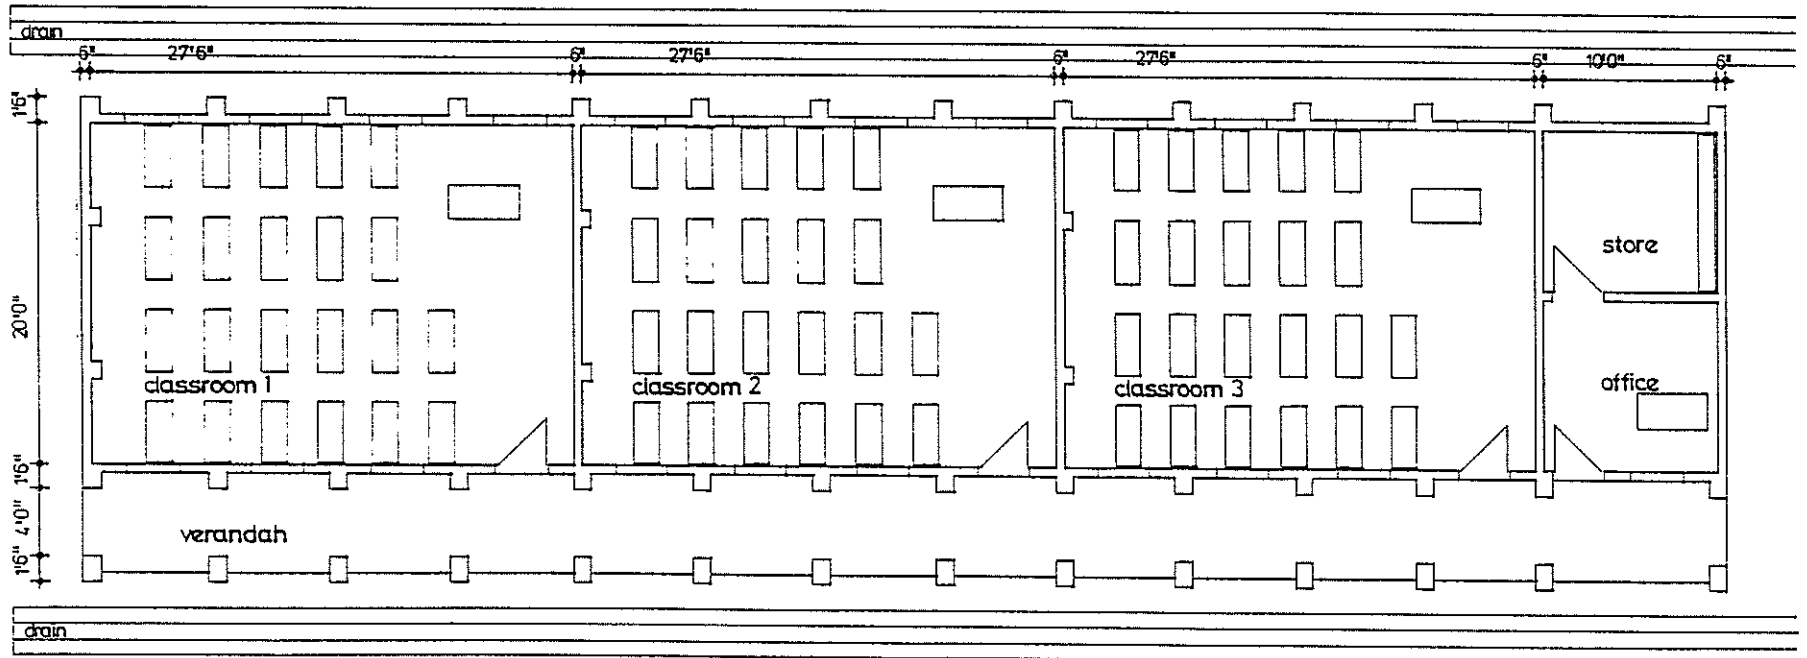 drain
6" 27'6" 6" 27'6" 6" 27'6" 6" 10'0" 6"
1'6"
store
20'0"
classroom 1 classroom 2 classroom 3 office
1'6"
4'0"
verandah
1'6"
drain